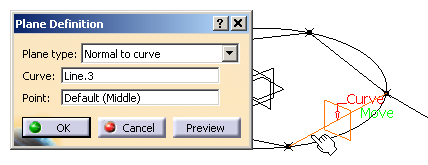 Plane Definition
Plane type: Normal to curve
Curve: Line.3
Point: Default (Middle)
OK Cancel Preview
Curve
Move